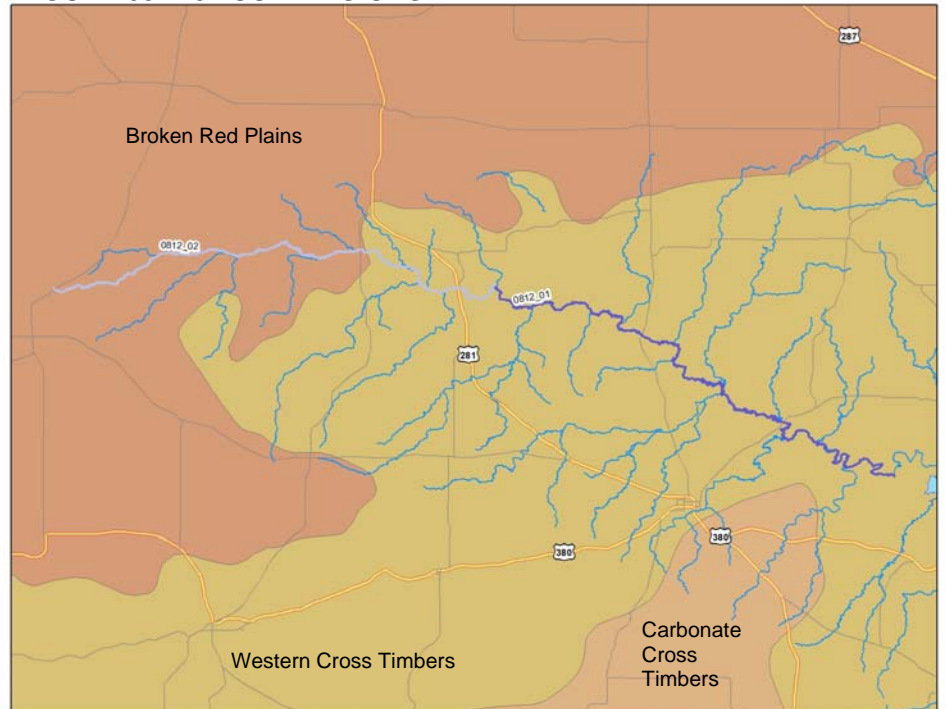 287
Broken Red Plains
0812_02
0812_01
281
380
380
Western Cross Timbers
Carbonate
Cross
Timbers